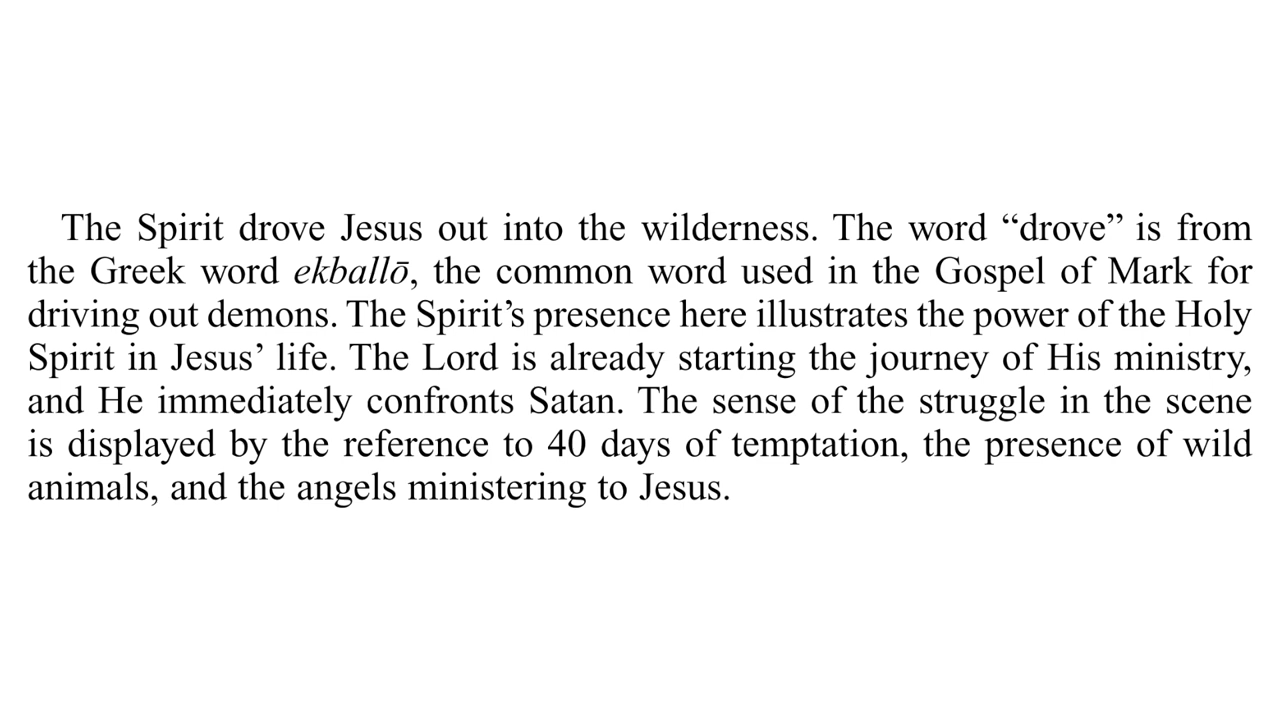 The Spirit drove Jesus out into the wilderness. The word “drove” is from
the Greek word ekballō, the common word used in the Gospel of Mark for
driving out demons. The Spirit’s presence here illustrates the power of the Holy
Spirit in Jesus’ life. The Lord is already starting the journey of His ministry,
and He immediately confronts Satan. The sense of the struggle in the scene
is displayed by the reference to 40 days of temptation, the presence of wild
animals, and the angels ministering to Jesus.